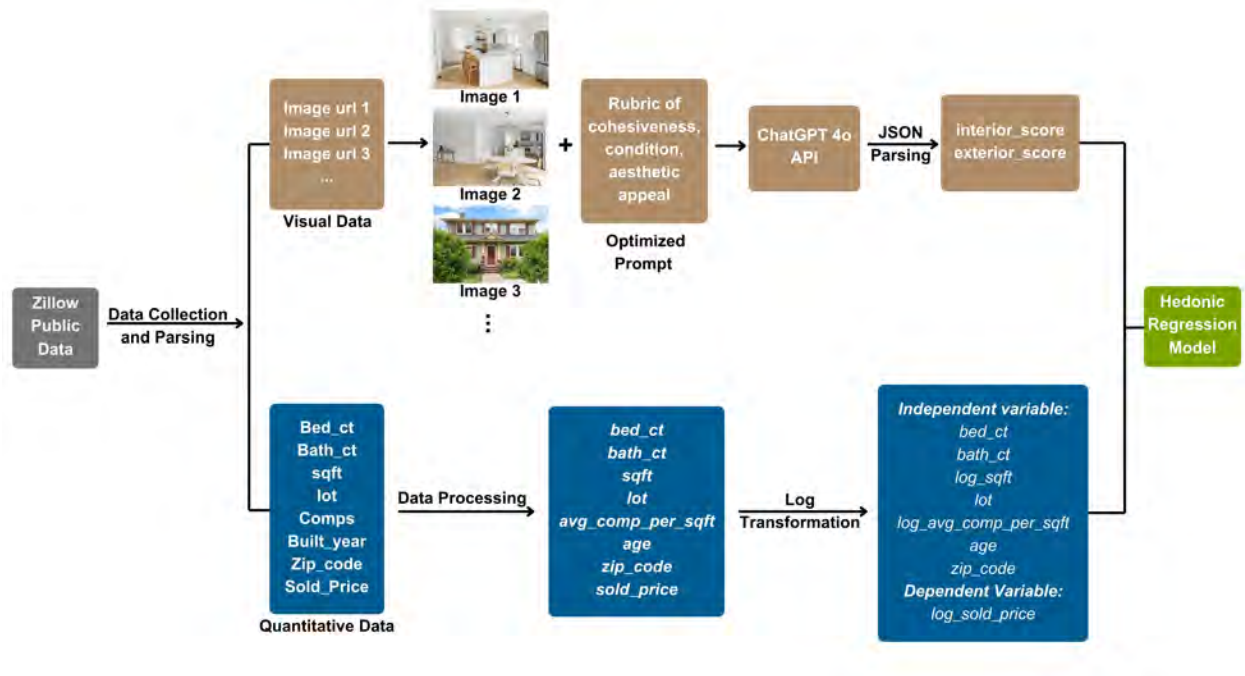 Zillow
Public
Data
Data Collection
and Parsing
Image url 1
Image url 2
Image url 3
...
Visual Data
Image 1
Image 2
Image 3
+
Rubric of
cohesiveness,
condition,
aesthetic
appeal
Optimized
Prompt
ChatGPT 4o
API
JSON
Parsing
interior_score
exterior_score
Bed_ct
Bath_ct
sqft
lot
Comps
Built_year
Zip_code
Sold_Price
Quantitative Data
Data Processing
bed_ct
bath_ct
sqft
lot
avg_comp_per_sqft
age
zip_code
sold_price
Log
Transformation
Independent variable:
bed_ct
bath_ct
log_sqft
lot
log_avg_comp_per_sqft
age
zip_code
Dependent Variable:
log_sold_price
Hedonic
Regression
Model